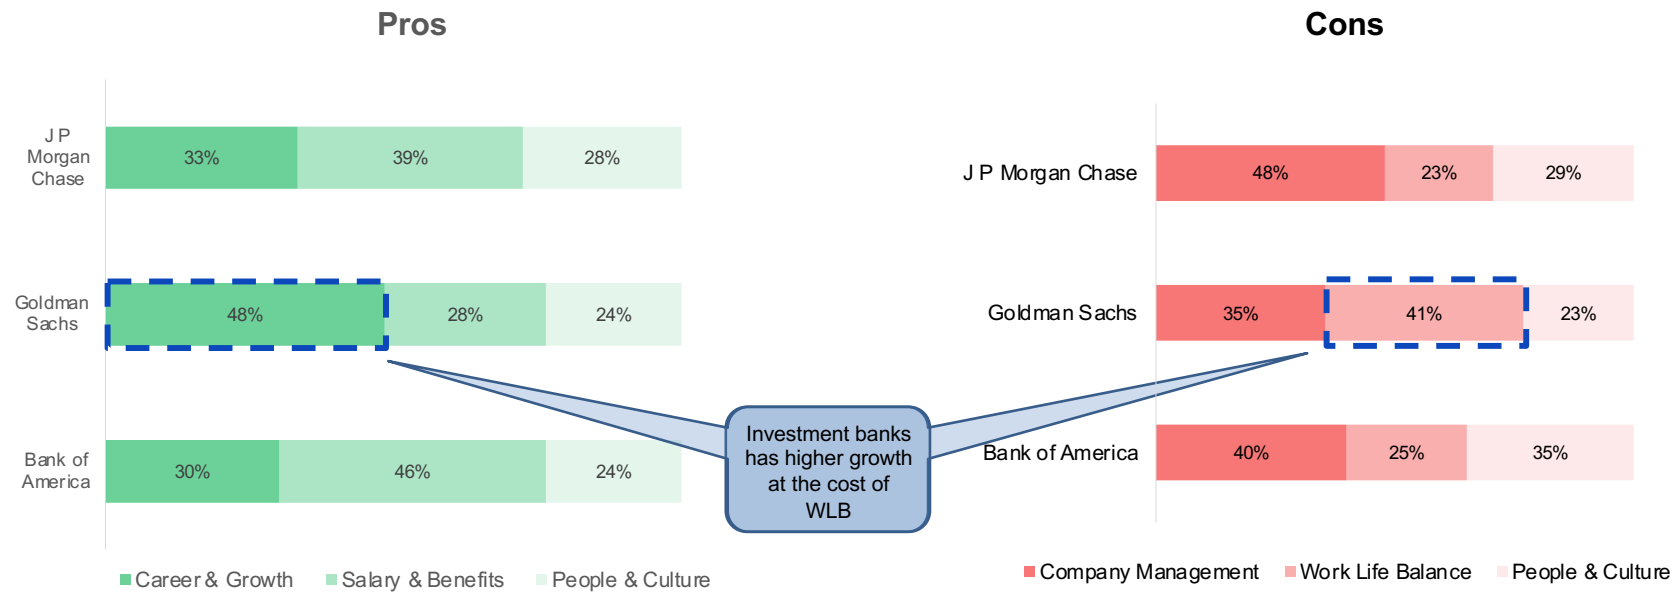 Pros
J P
Morgan
Chase
33%
39%
28%
Goldman
Sachs
48%
28%
24%
Bank of
America
30%
46%
24%
Career & Growth
Salary & Benefits
People & Culture
Investment banks
has higher growth
at the cost of
WLB
Cons
J P Morgan Chase
48%
23%
29%
Goldman Sachs
35%
41%
23%
Bank of America
40%
25%
35%
Company Management
Work Life Balance
People & Culture